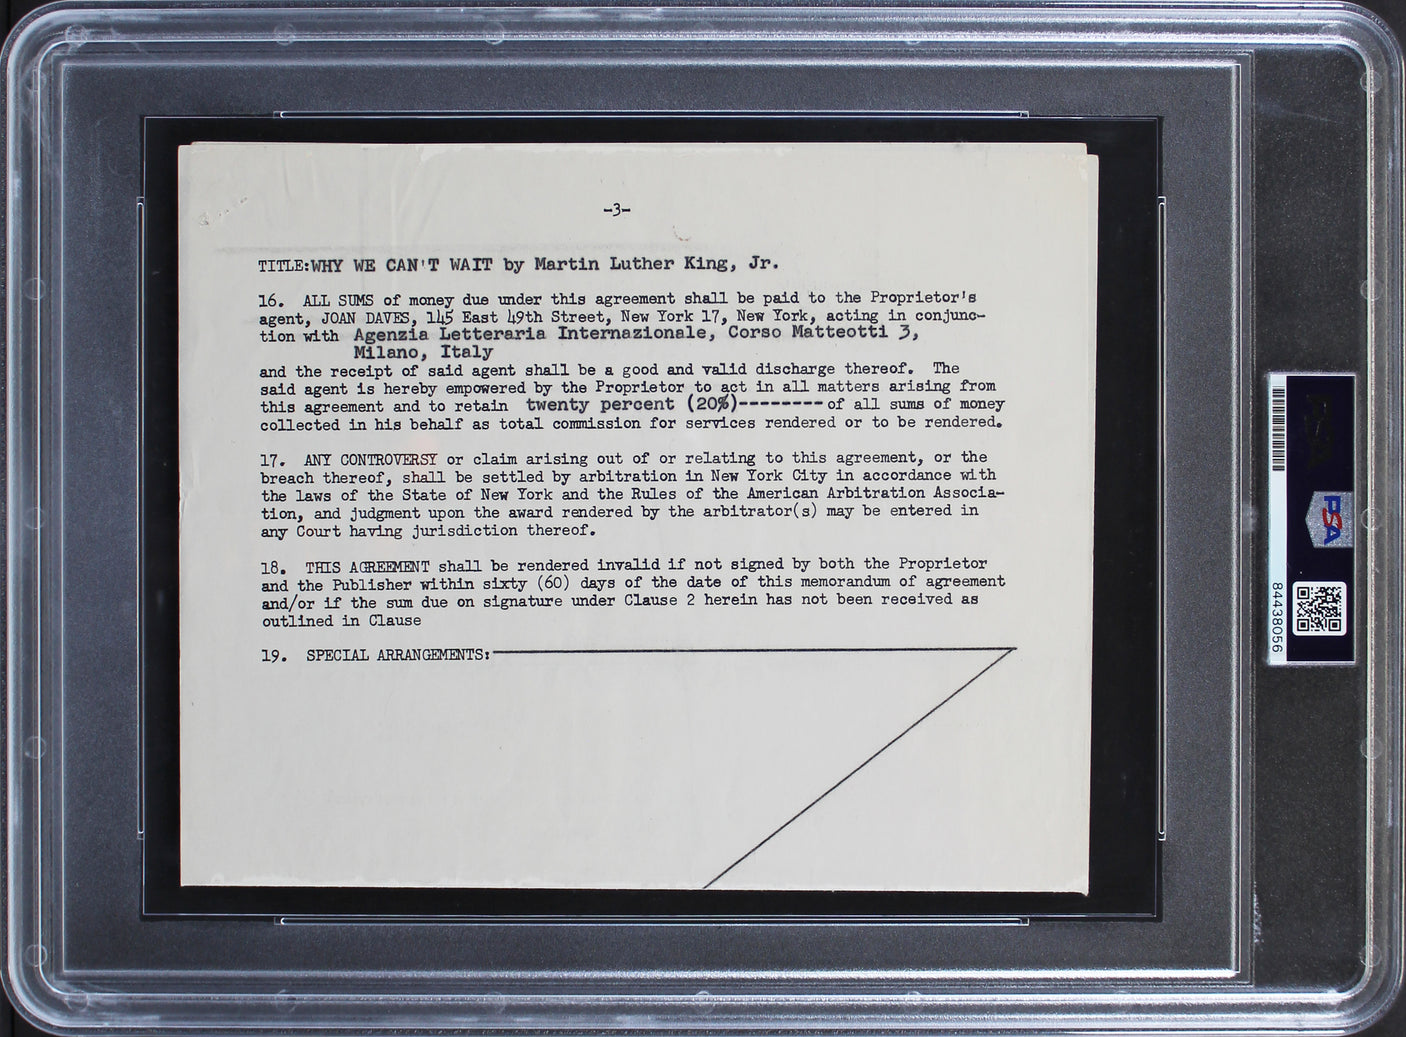 -3-
TITLE:WHY WE CAN'T WAIT by Martin Luther King, Jr.
16. ALL SUMS of money due under this agreement shall be paid to the Proprietor's
agent, JOAN DAVES, 145 East 49th Street, New York 17, New York, acting in conjunc-
tion with Agenzia Letteraria Internazionale, Corso Matteotti 3,
Milano, Italy
and the receipt of said agent shall be a good and valid discharge thereof. The
said agent is hereby empowered by the Proprietor to act in all matters arising from
this agreement and to retain twenty percent (20%)-------- of all sums of money
collected in his behalf as total commission for services rendered or to be rendered.
17. ANY CONTROVERSY or claim arising out of or relating to this agreement, or the
breach thereof, shall be settled by arbitration in New York City in accordance with
the laws of the State of New York and the Rules of the American Arbitration Associa-
tion, and judgment upon the award rendered by the arbitrator(s) may be entered in
any Court having jurisdiction thereof.
18. THIS AGREEMENT shall be rendered invalid if not signed by both the Proprietor
and the Publisher within sixty (60) days of the date of this memorandum of agreement
and/or if the sum due on signature under Clause 2 herein has not been received as
outlined in Clause
19. SPECIAL ARRANGEMENTS:
PSA
84438056